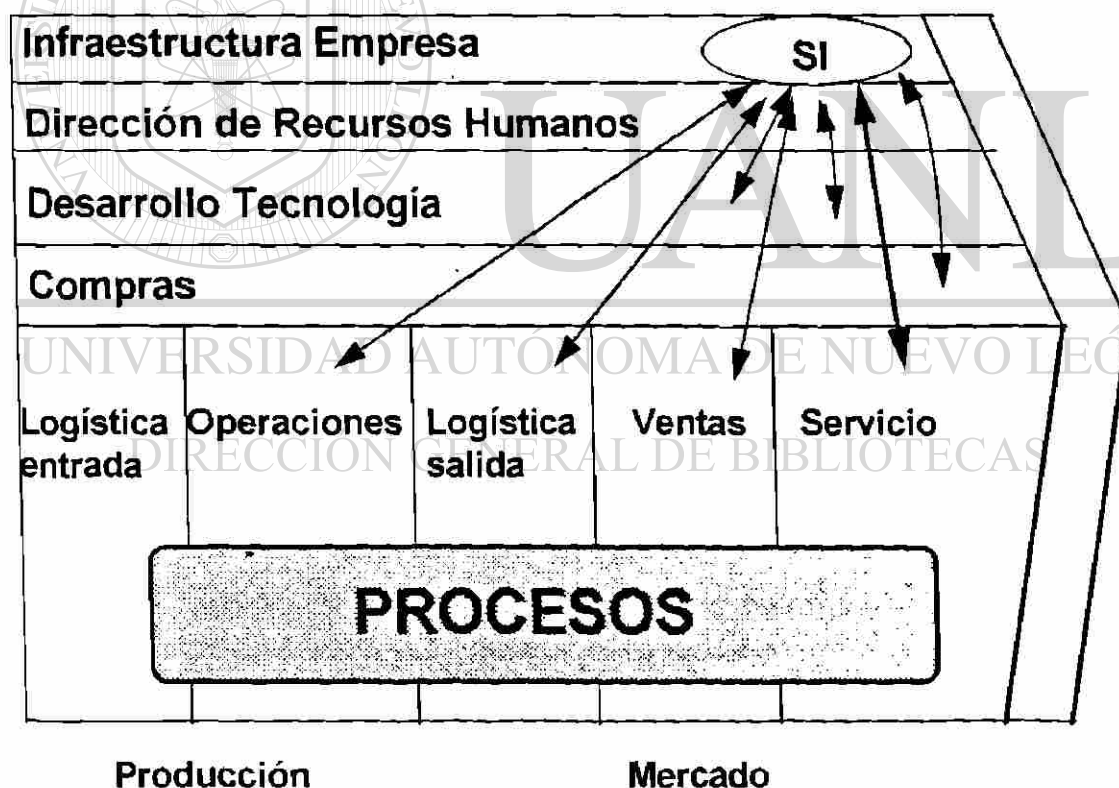 Infraestructura Empresa
SI
Dirección de Recursos Humanos
Desarrollo Tecnología
Compras
UANL
UNIVERSIDAD AUTÓNOMA DE NUEVO LEÓ
Logística
entrada
Operaciones
Logística
salida
Ventas
Servicio
DIRECCIÓN GENERAL DE BIBLIOTECAS
PROCESOS
Producción
Mercado